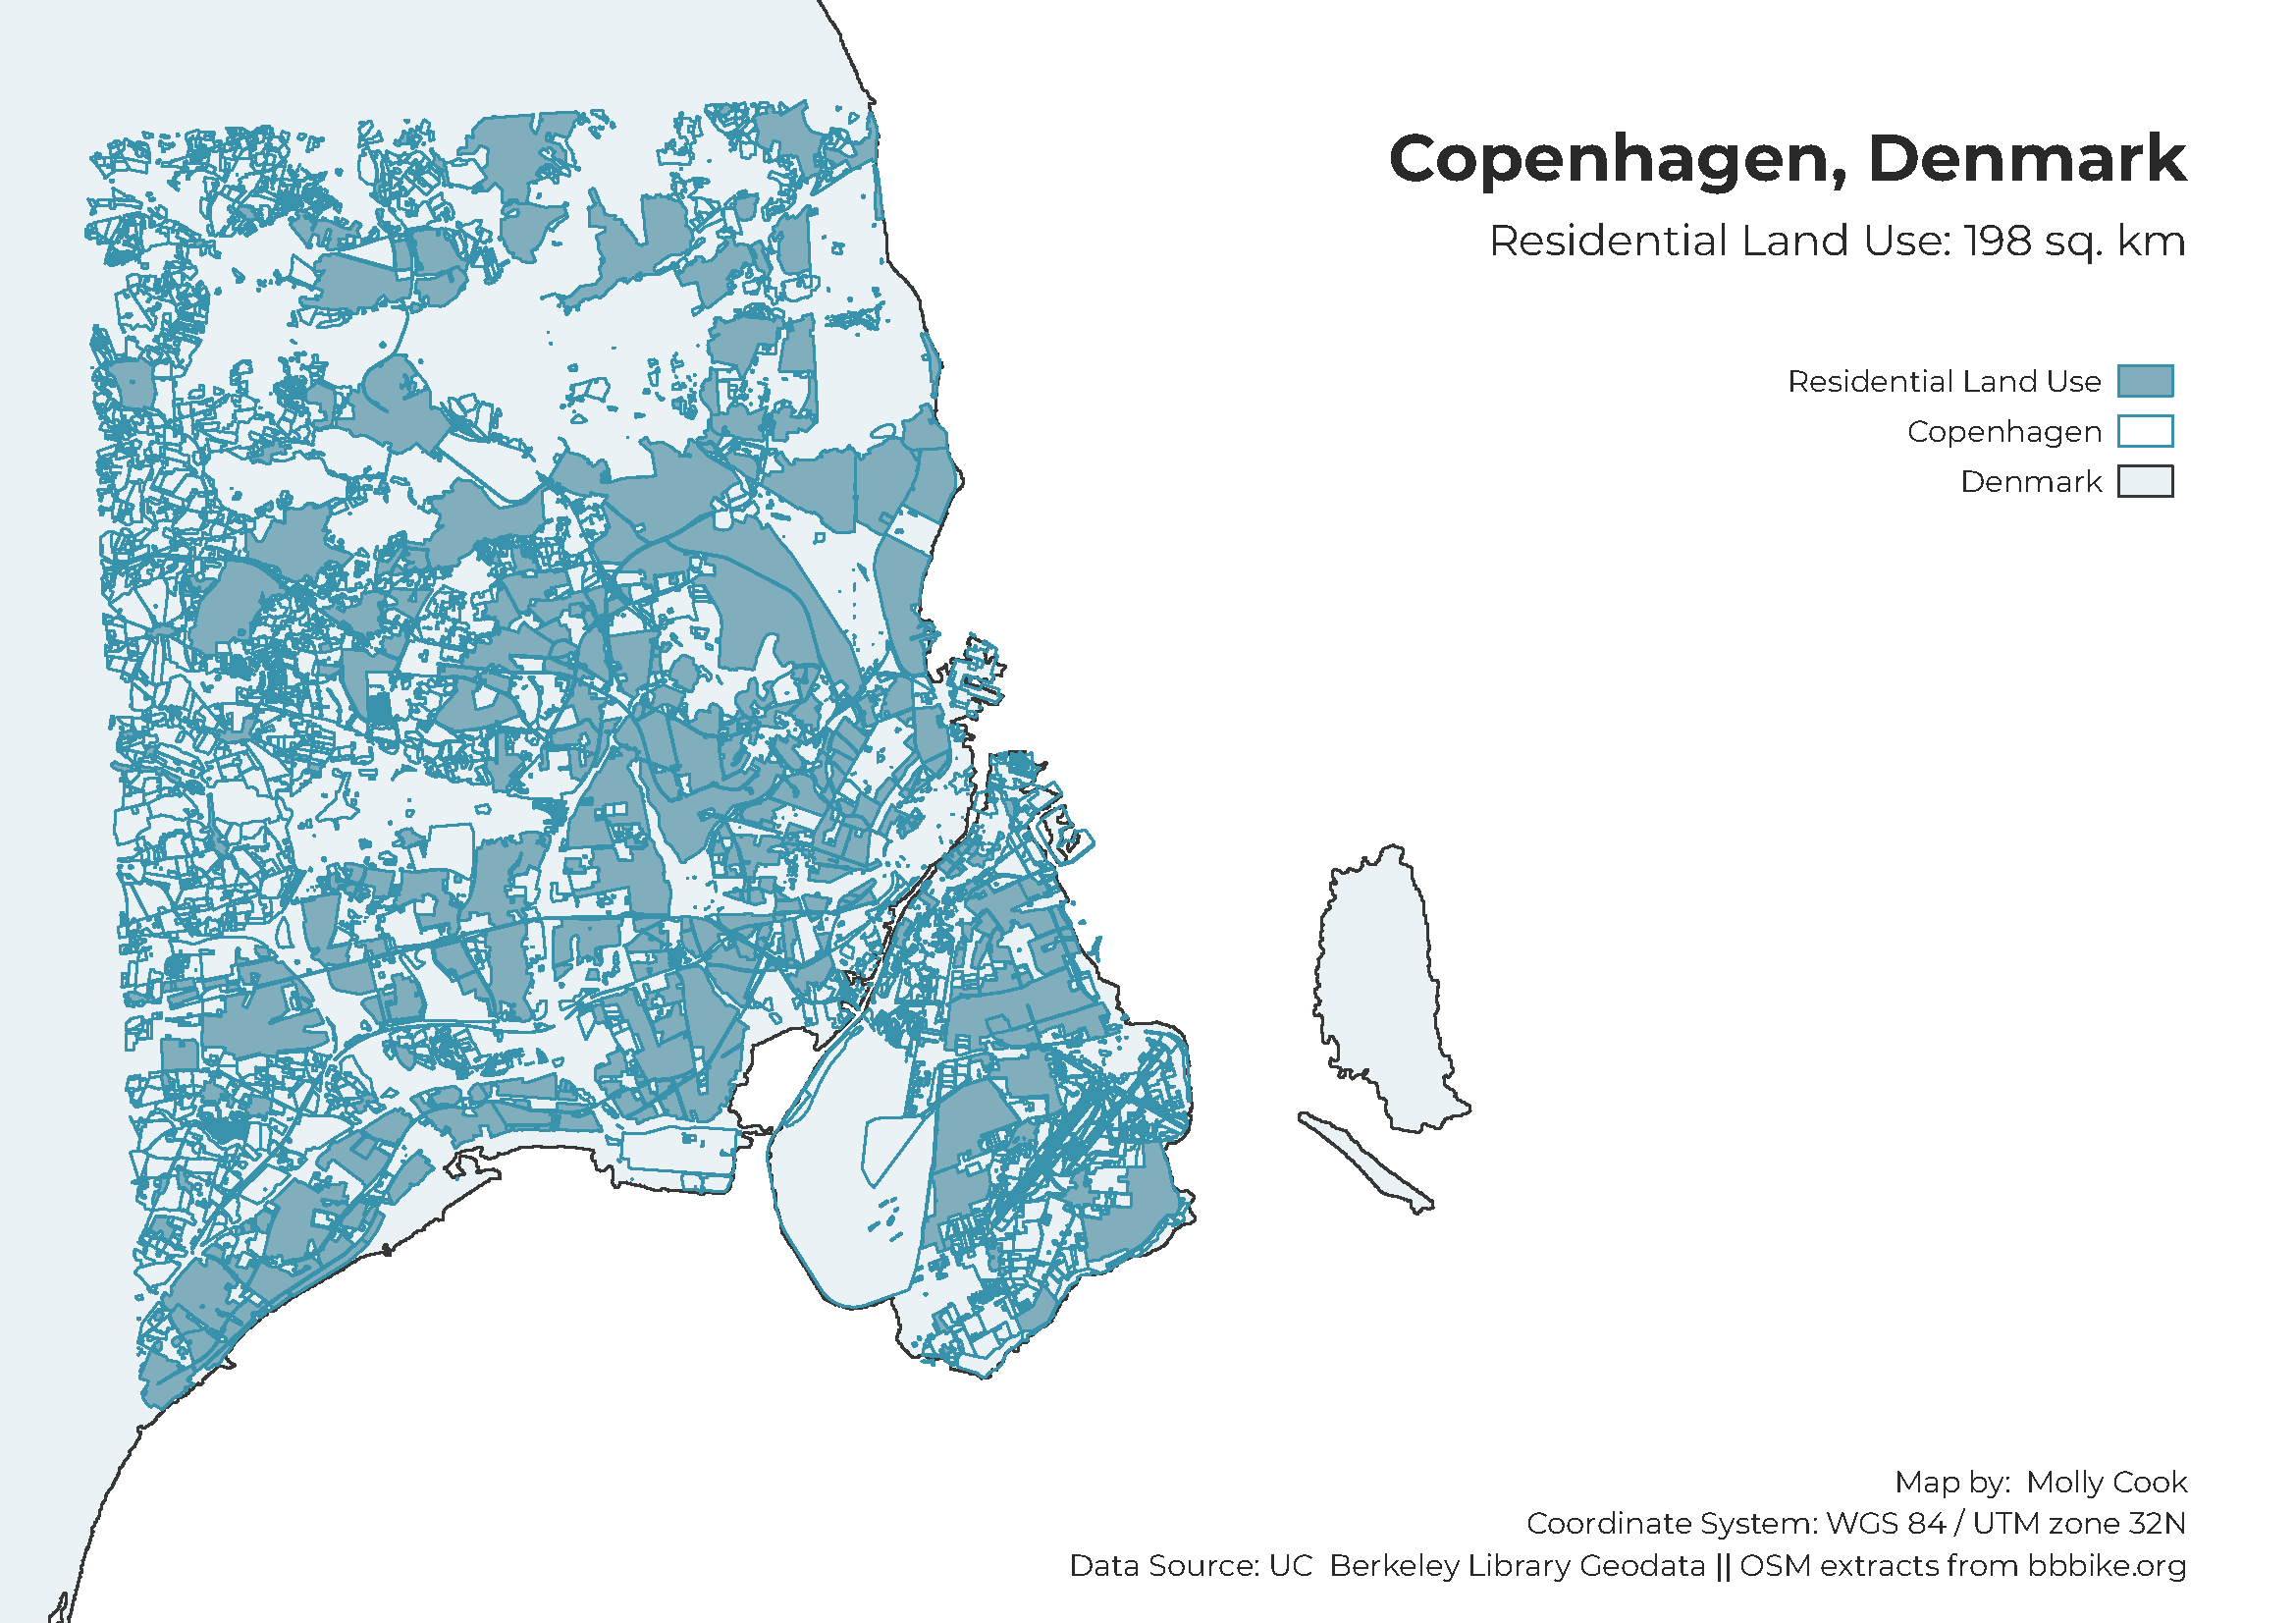 Copenhagen, Denmark
Residential Land Use: 198 sq. km
Residential Land Use
Copenhagen
Denmark
Map by:  Molly Cook
Coordinate System: WGS 84 / UTM zone 32N
Data Source: UC  Berkeley Library Geodata || OSM extracts from bbbike.org